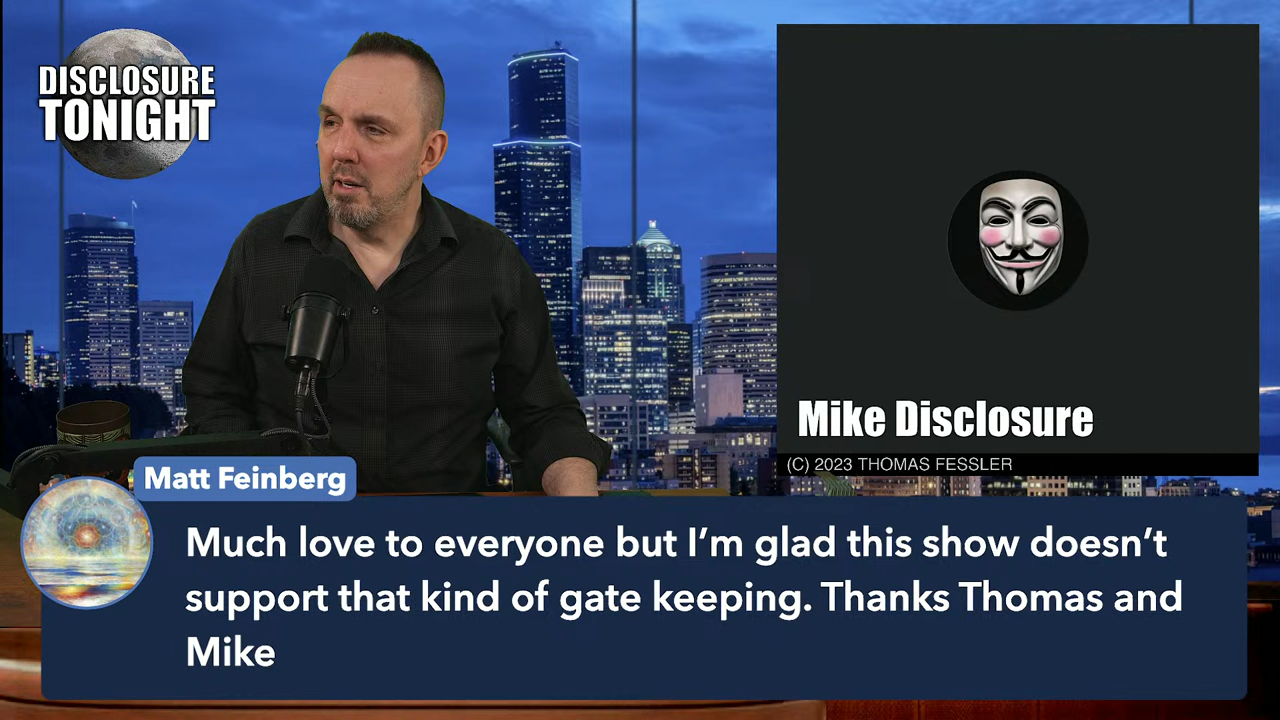 DISCLOSURE
TONIGHT
Mike Disclosure
(C) 2023 THOMAS FESSLER
Matt Feinberg
Much love to everyone but I’m glad this show doesn’t
support that kind of gate keeping. Thanks Thomas and
Mike